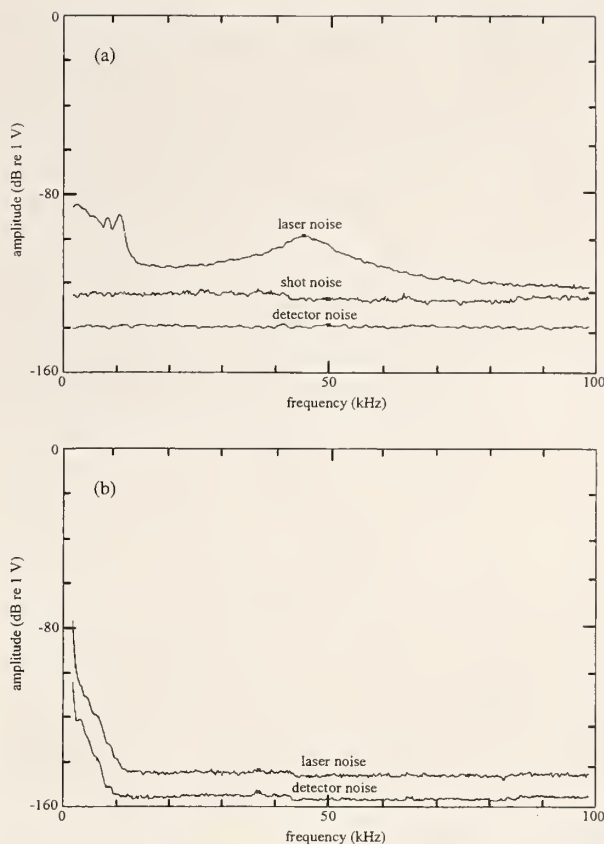 0
(a)
amplitude (dB re 1 V)
-80
laser noise
shot noise
detector noise
-160
0
50
100
frequency (kHz)
0
(b)
amplitude (dB re 1 V)
-80
laser noise
detector noise
-160
0
50
100
frequency (kHz)